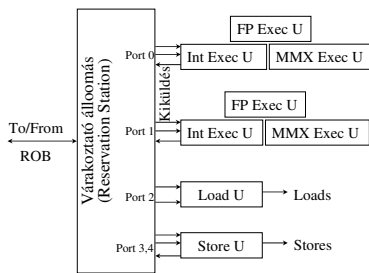 FP Exec U
Port 0
Int Exec U
MMX Exec U
Kiküldés
FP Exec U
Port 1
Int Exec U
MMX Exec U
To/From
ROB
Várakoztató álloomás
(Reservation Station)
Port 2
Load U
Loads
Port 3,4
Store U
Stores